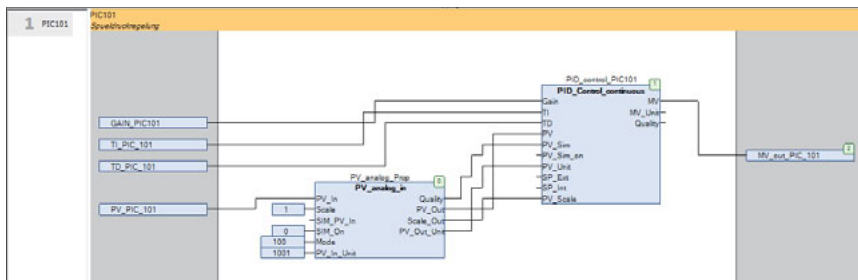 1 PIC101
PIC101
Spueldruckregelung
PID_control_PIC101
1
PID_Control_continuous
Gain MV
TI MV_Unit
TD Quality
PV
PV_Sim
PV_Sim_on
PV_Unit
SP_Ext
SP_Int
PV_Scale
GAIN_PIC101
TI_PIC_101
TD_PIC_101
PV_PIC_101
MV_out_PIC_101
2
PV_analog_Prop
0
PV_analog_in
PV_In Quality
1 Scale PV_Out
SIM_PV_In Scale_Out
0 SIM_On PV_Out_Unit
100 Mode
1001 PV_In_Unit